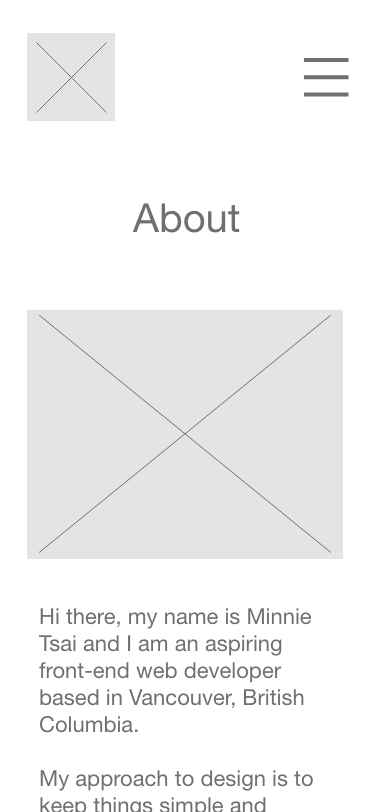 About
Hi there, my name is Minnie
Tsai and I am an aspiring
front-end web developer
based in Vancouver, British
Columbia.
My approach to design is to
keep things simple and